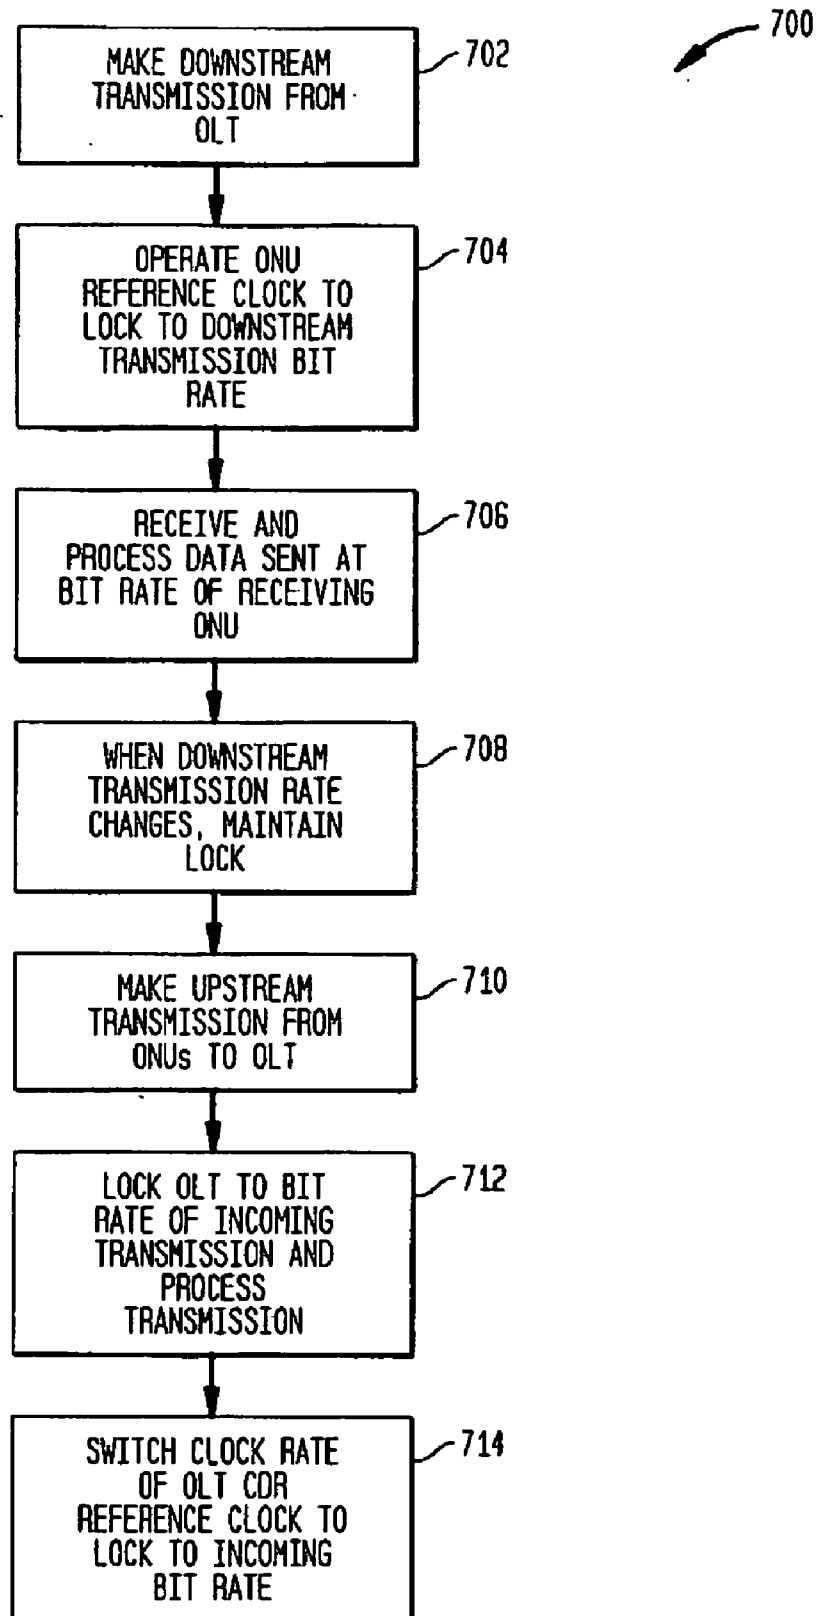 700
MAKE DOWNSTREAM
TRANSMISSION FROM
OLT
702
OPERATE ONU
REFERENCE CLOCK TO
LOCK TO DOWNSTREAM
TRANSMISSION BIT
RATE
704
RECEIVE AND
PROCESS DATA SENT AT
BIT RATE OF RECEIVING
ONU
706
WHEN DOWNSTREAM
TRANSMISSION RATE
CHANGES, MAINTAIN
LOCK
708
MAKE UPSTREAM
TRANSMISSION FROM
ONUs TO OLT
710
LOCK OLT TO BIT
RATE OF INCOMING
TRANSMISSION AND
PROCESS
TRANSMISSION
712
SWITCH CLOCK RATE
OF OLT CDR
REFERENCE CLOCK TO
LOCK TO INCOMING
BIT RATE
714